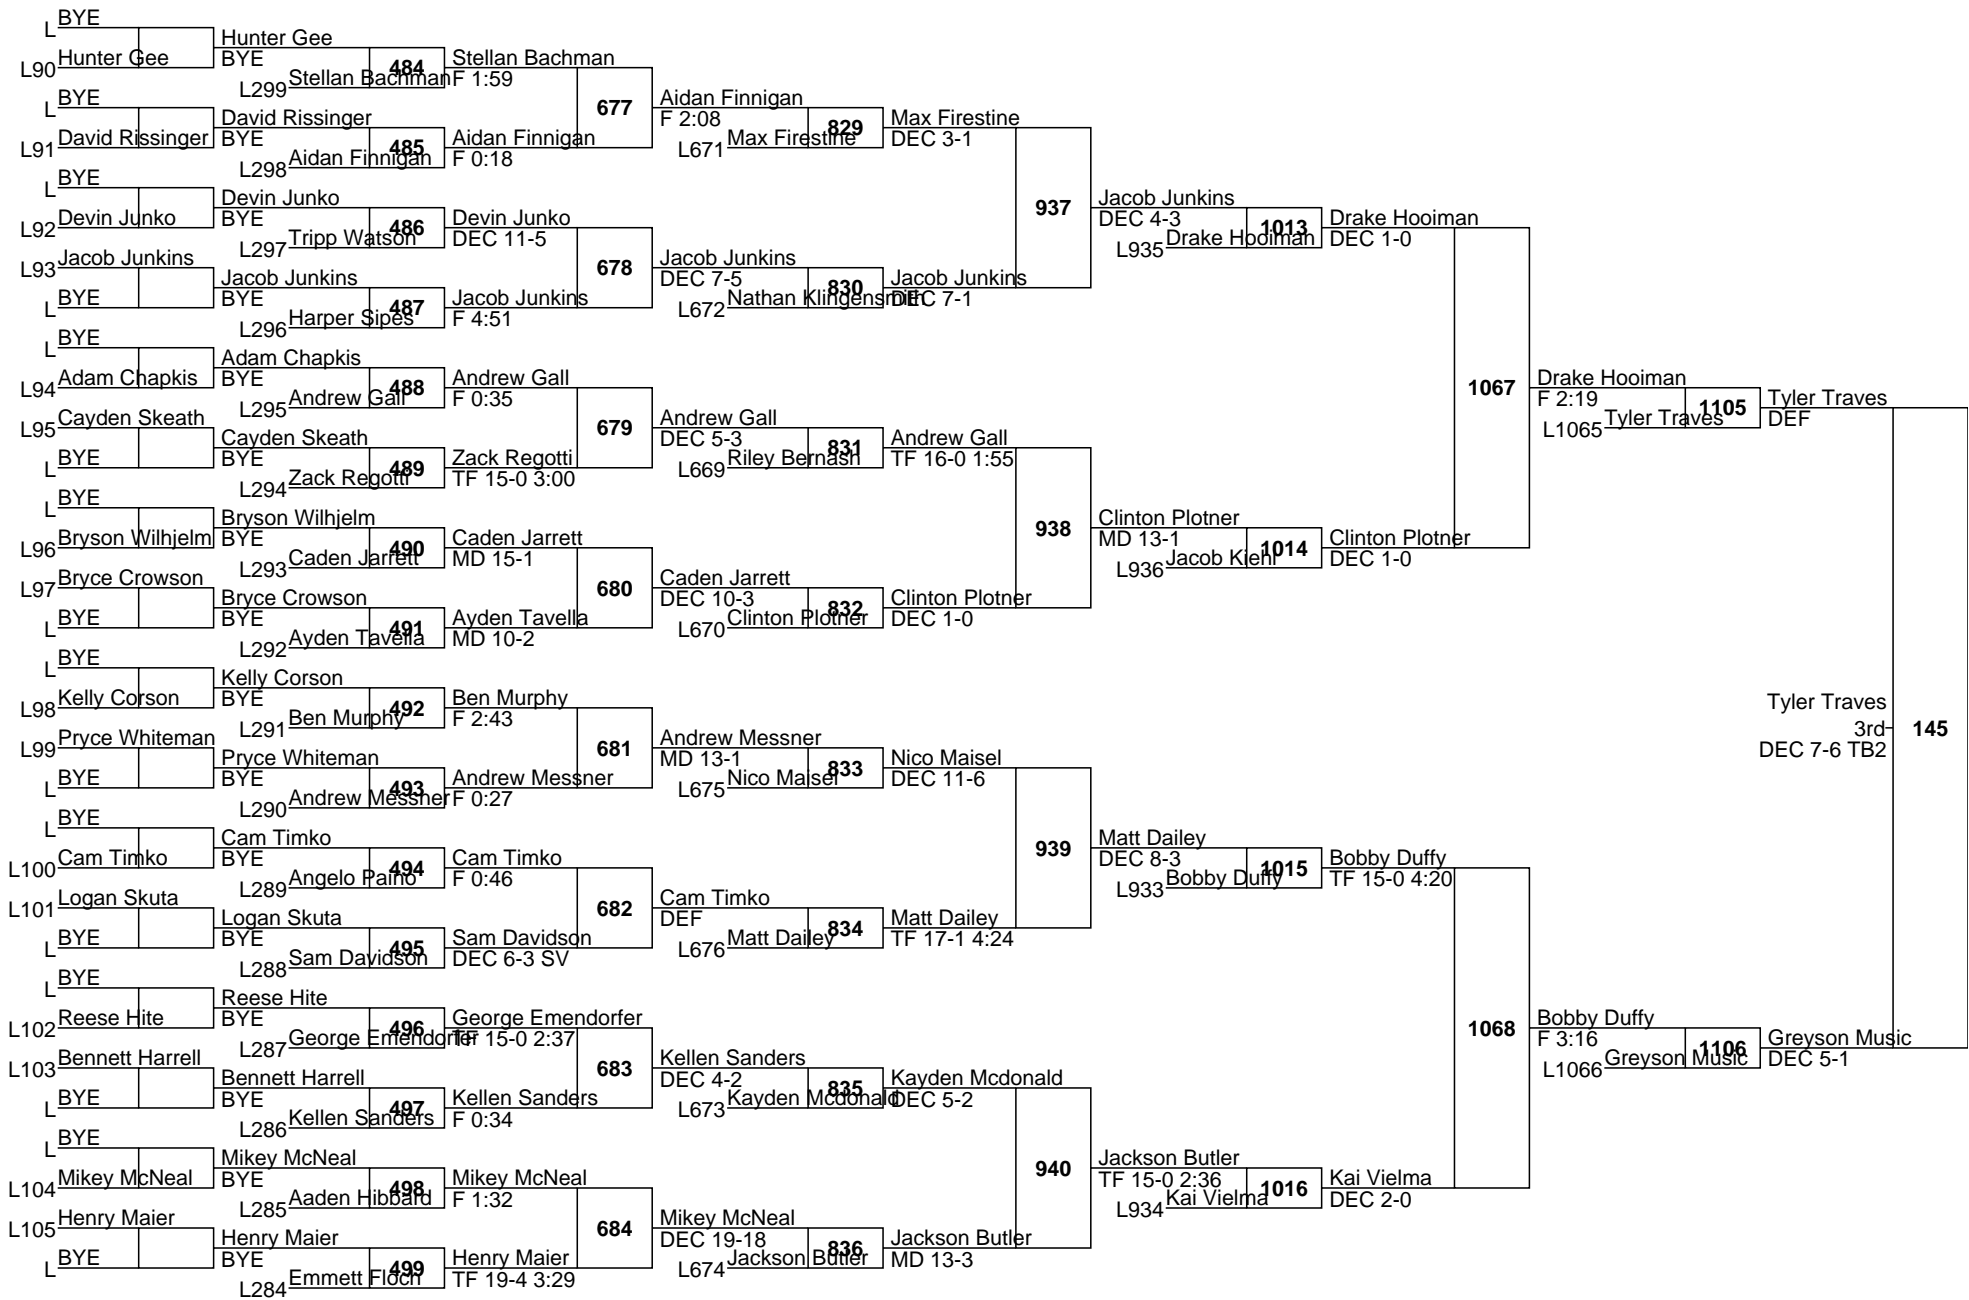 BYE
L
Hunter Gee
L90
Hunter Gee
BYE
484
L299
Stellan Bachman
Stellan Bachman
F 1:59
BYE
L
David Rissinger
L91
David Rissinger
BYE
485
L298
Aidan Finnigan
Aidan Finnigan
F 0:18
677
Aidan Finnigan
F 2:08
829
L671
Max Firestine
Max Firestine
DEC 3-1
BYE
L
Devin Junko
L92
Devin Junko
BYE
486
L297
Tripp Watson
Devin Junko
DEC 11-5
L93
Jacob Junkins
BYE
L
Jacob Junkins
BYE
487
L296
Harper Sipes
Jacob Junkins
F 4:51
678
Jacob Junkins
DEC 7-5
830
L672
Nathan Klingensmith
Jacob Junkins
DEC 7-1
937
Jacob Junkins
DEC 4-3
1013
L935
Drake Hooiman
Drake Hooiman
DEC 1-0
BYE
L
Adam Chapkis
L94
Adam Chapkis
BYE
488
L295
Andrew Gall
Andrew Gall
F 0:35
L95
Cayden Skeath
BYE
L
Cayden Skeath
BYE
489
L294
Zack Regotti
Zack Regotti
TF 15-0 3:00
679
Andrew Gall
DEC 5-3
831
L669
Riley Bernash
Andrew Gall
TF 16-0 1:55
BYE
L
Bryson Wilhjelm
L96
Bryson Wilhjelm
BYE
490
L293
Caden Jarrett
Caden Jarrett
MD 15-1
L97
Bryce Crowson
BYE
L
Bryce Crowson
BYE
491
L292
Ayden Tavella
Ayden Tavella
MD 10-2
680
Caden Jarrett
DEC 10-3
832
L670
Clinton Plotner
Clinton Plotner
DEC 1-0
938
Clinton Plotner
MD 13-1
1014
L936
Jacob Kiehl
Clinton Plotner
DEC 1-0
1067
Drake Hooiman
F 2:19
1105
L1065
Tyler Traves
Tyler Traves
DEF
BYE
L
Kelly Corson
L98
Kelly Corson
BYE
492
L291
Ben Murphy
Ben Murphy
F 2:43
L99
Pryce Whiteman
BYE
L
Pryce Whiteman
BYE
493
L290
Andrew Messner
Andrew Messner
F 0:27
681
Andrew Messner
MD 13-1
833
L675
Nico Maisel
Nico Maisel
DEC 11-6
BYE
L
Cam Timko
L100
Cam Timko
BYE
494
L289
Angelo Paino
Cam Timko
F 0:46
L101
Logan Skuta
BYE
L
Logan Skuta
BYE
495
L288
Sam Davidson
Sam Davidson
DEC 6-3 SV
682
Cam Timko
DEF
834
L676
Matt Dailey
Matt Dailey
TF 17-1 4:24
939
Matt Dailey
DEC 8-3
1015
L933
Bobby Duffy
Bobby Duffy
TF 15-0 4:20
BYE
L
Reese Hite
L102
Reese Hite
BYE
496
L287
George Emendorfer
George Emendorfer
TF 15-0 2:37
L103
Bennett Harrell
BYE
L
Bennett Harrell
BYE
497
L286
Kellen Sanders
Kellen Sanders
F 0:34
683
Kellen Sanders
DEC 4-2
835
L673
Kayden Mcdonald
Kayden Mcdonald
DEC 5-2
BYE
L
Mikey McNeal
L104
Mikey McNeal
BYE
498
L285
Aaden Hibbard
Mikey McNeal
F 1:32
L105
Henry Maier
BYE
L
Henry Maier
BYE
499
L284
Emmett Floch
Henry Maier
TF 19-4 3:29
684
Mikey McNeal
DEC 19-18
836
L674
Jackson Butler
Jackson Butler
MD 13-3
940
Jackson Butler
TF 15-0 2:36
1016
L934
Kai Vielma
Kai Vielma
DEC 2-0
1068
Bobby Duffy
F 3:16
1106
L1066
Greyson Music
Greyson Music
DEC 5-1
Tyler Traves
3rd
DEC 7-6 TB2
145